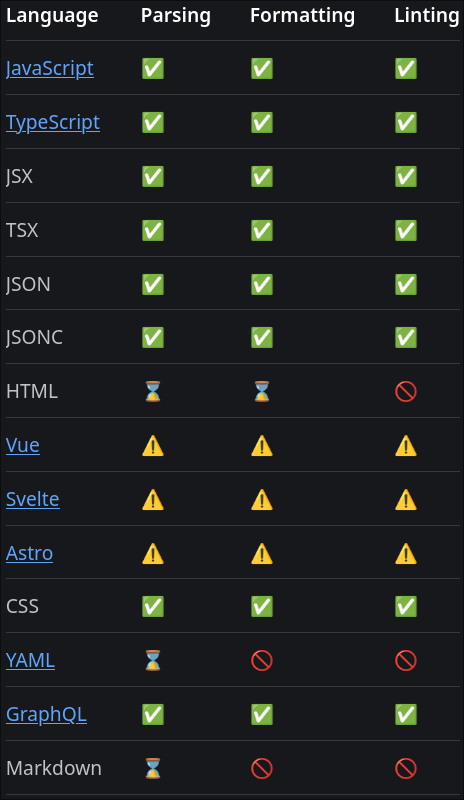 Language Parsing Formatting Linting
JavaScript ✅ ✅ ✅
TypeScript ✅ ✅ ✅
JSX ✅ ✅ ✅
TSX ✅ ✅ ✅
JSON ✅ ✅ ✅
JSONC ✅ ✅ ✅
HTML ⌛ ⌛ 🚫
Vue ⚠️ ⚠️ ⚠️
Svelte ⚠️ ⚠️ ⚠️
Astro ⚠️ ⚠️ ⚠️
CSS ✅ ✅ ✅
YAML ⌛ 🚫 🚫
GraphQL ✅ ✅ ✅
Markdown ⌛ 🚫 🚫